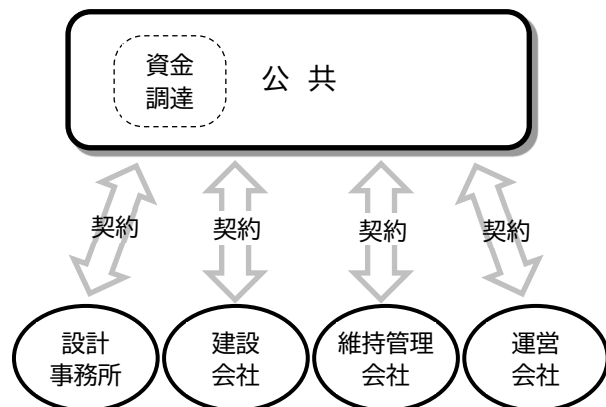 資金
調達
公 共
契約
契約
契約
契約
設計
事務所
建設
会社
維持管理
会社
運営
会社